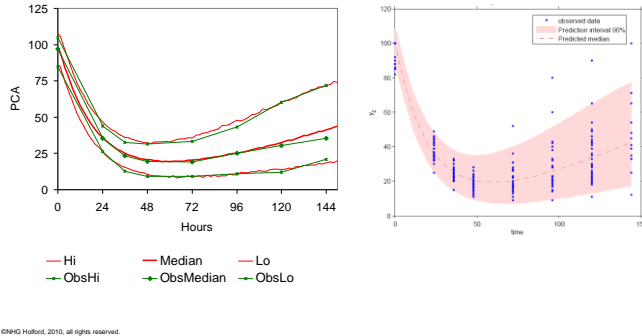 125
100
75
50
25
0
PCA
0 24 48 72 96 120 144
Hours
Hi Median Lo
ObsHi ObsMedian ObsLo
observed data
Prediction interval 90%
Predicted median
120
100
80
60
40
20
0
y2
0 50 100 150
time
©NHG Holford, 2010, all rights reserved.